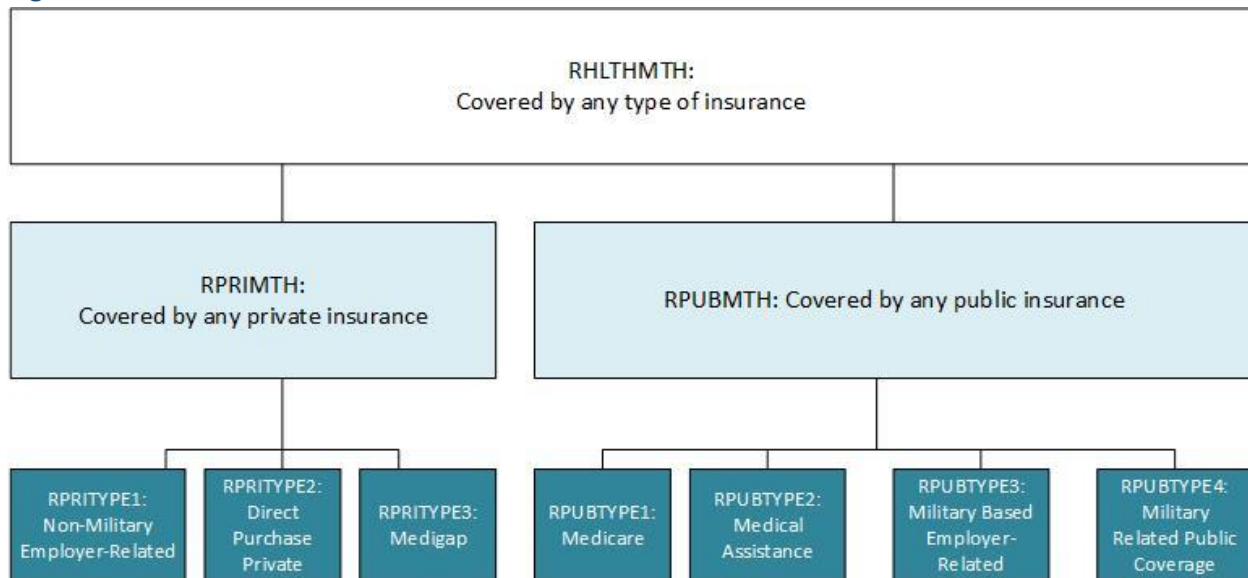 RHLTHMTH:
Covered by any type of insurance
RPRIMTH:
Covered by any private insurance
RPUBMTH: Covered by any public insurance
RPRITYPE1:
Non-Military
Employer-Related
RPRITYPE2:
Direct
Purchase
Private
RPRITYPE3:
Medigap
RPUBTYPE1:
Medicare
RPUBTYPE2:
Medical
Assistance
RPUBTYPE3:
Military Based
Employer-
Related
RPUBTYPE4:
Military
Related Public
Coverage